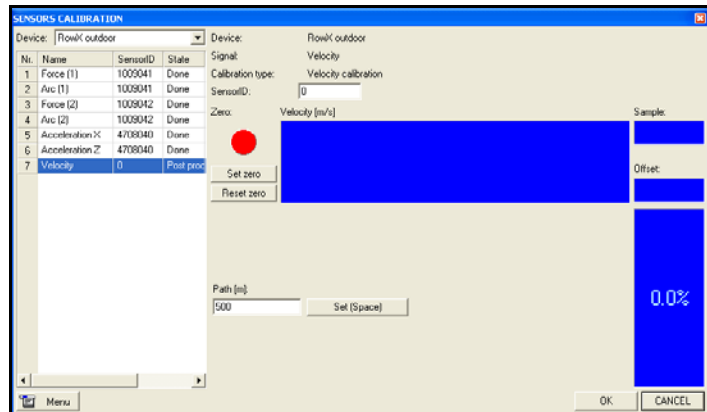 SENSORS CALIBRATION
Device: RowX outdoor
Nr. Name SensorID State
1 Force (1) 1009041 Done
2 Arc (1) 1009041 Done
3 Force (2) 1009042 Done
4 Arc (2) 1009042 Done
5 Acceleration X 4708040 Done
6 Acceleration Z 4708040 Done
7 Velocity 0 Post proc
Menu
Device: RowX outdoor
Signal: Velocity
Calibration type: Velocity calibration
SensorID: 0
Zero: Velocity [m/s] Sample:
Set zero
Reset zero
Offset:
0.0%
Path [m]:
500 Set (Space)
OK CANCEL